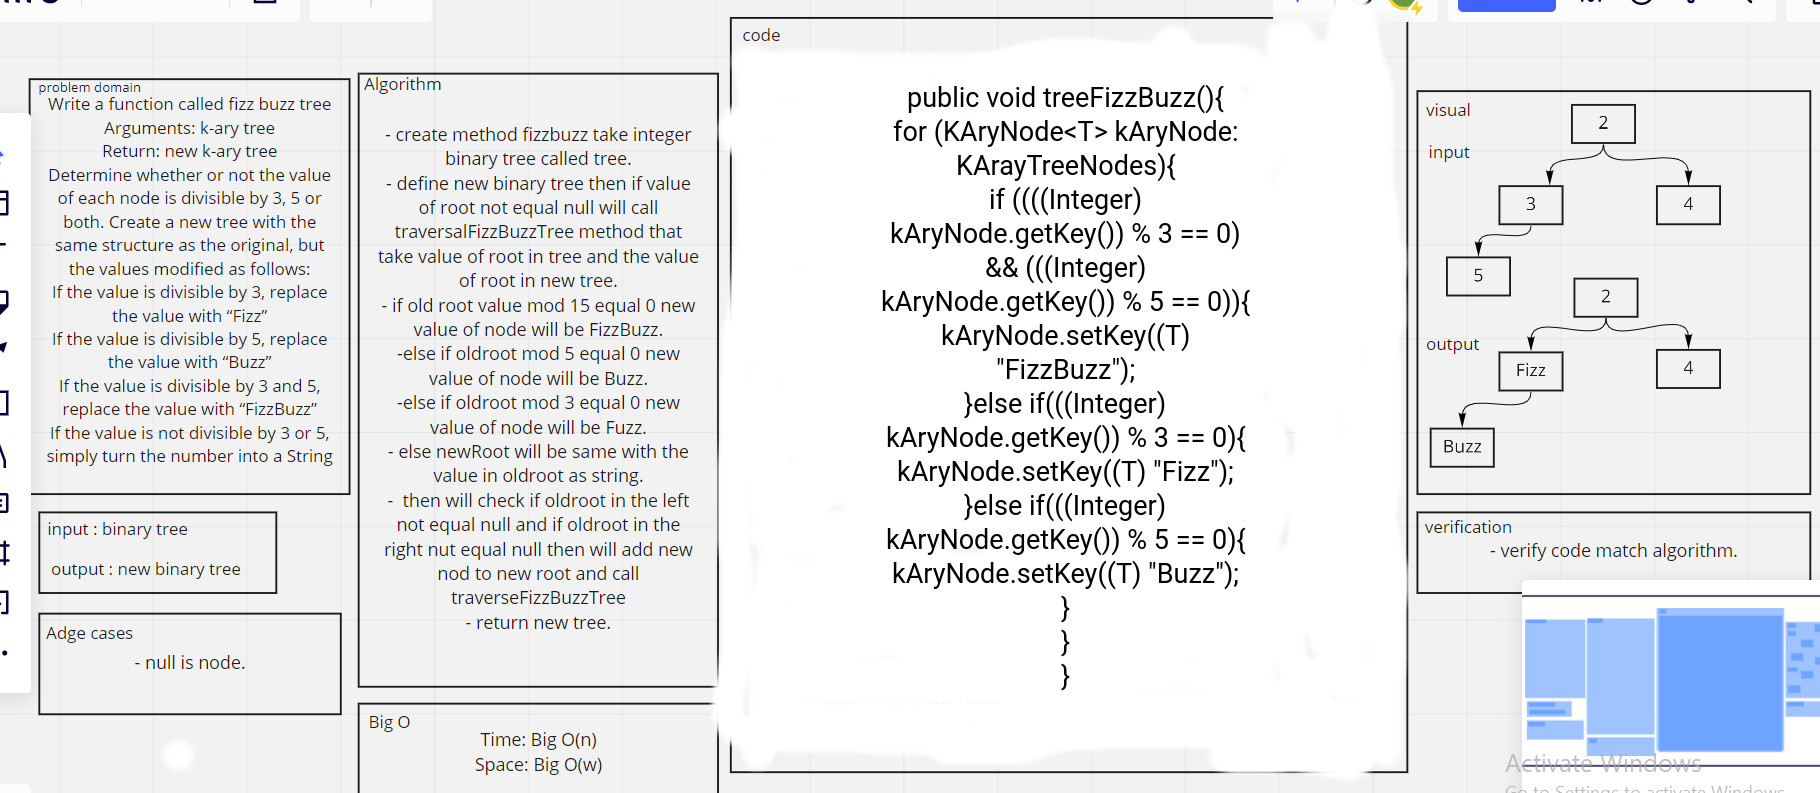 problem domain
Write a function called fizz buzz tree
Arguments: k-ary tree
Return: new k-ary tree
Determine whether or not the value
of each node is divisible by 3, 5 or
both. Create a new tree with the
same structure as the original, but
the values modified as follows:
If the value is divisible by 3, replace
the value with “Fizz”
If the value is divisible by 5, replace
the value with “Buzz”
If the value is divisible by 3 and 5,
replace the value with “FizzBuzz”
If the value is not divisible by 3 or 5,
simply turn the number into a String
input : binary tree
output : new binary tree
Adge cases
- null is node.
Algorithm
- create method fizzbuzz take integer
binary tree called tree.
- define new binary tree then if value
of root not equal null will call
traversalFizzBuzzTree method that
take value of root in tree and the value
of root in new tree.
- if old root value mod 15 equal 0 new
value of node will be FizzBuzz.
-else if oldroot mod 5 equal 0 new
value of node will be Buzz.
-else if oldroot mod 3 equal 0 new
value of node will be Fuzz.
- else newRoot will be same with the
value in oldroot as string.
- then will check if oldroot in the left
not equal null and if oldroot in the
right nut equal null then will add new
nod to new root and call
traverseFizzBuzzTree
- return new tree.
Big O
Time: Big O(n)
Space: Big O(w)
code
public void treeFizzBuzz(){
for (KAryNode<T> kAryNode:
KArayTreeNodes){
if ((((Integer)
kAryNode.getKey()) % 3 == 0)
&& (((Integer)
kAryNode.getKey()) % 5 == 0)){
kAryNode.setKey((T)
"FizzBuzz");
}else if(((Integer)
kAryNode.getKey()) % 3 == 0){
kAryNode.setKey((T) "Fizz");
}else if(((Integer)
kAryNode.getKey()) % 5 == 0){
kAryNode.setKey((T) "Buzz");
}
}
}
visual
input
2
3
4
5
output
2
Fizz
4
Buzz
verification
- verify code match algorithm.
Activate Windows
Go to Settings to activate Windows.